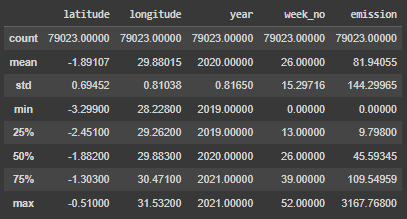 latitude longitude year week_no emission
count 79023.00000 79023.00000 79023.00000 79023.00000 79023.00000
mean -1.89107 29.88015 2020.00000 26.00000 81.94055
std 0.69452 0.81038 0.81650 15.29716 144.29965
min -3.29900 28.22800 2019.00000 0.00000 0.00000
25% -2.45100 29.26200 2019.00000 13.00000 9.79800
50% -1.88200 29.88300 2020.00000 26.00000 45.59345
75% -1.30300 30.47100 2021.00000 39.00000 109.54959
max -0.51000 31.53200 2021.00000 52.00000 3167.76800